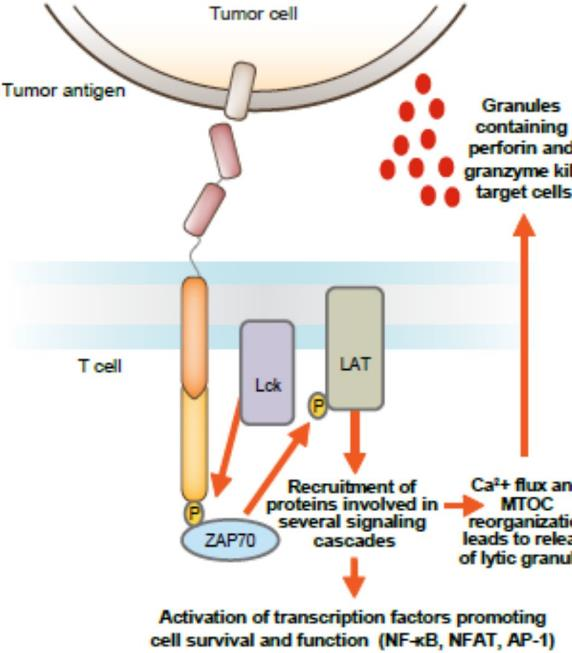 Tumor cell
Tumor antigen
Granules
containing
perforin and
granzyme kil
target cells
T cell
Lck
LAT
P
P
ZAP70
Recruitment of
proteins involved in
several signaling
cascades
Ca²+ flux an
MTOC
reorganizatio
leads to relea
of lytic granul
Activation of transcription factors promoting
cell survival and function (NF-κB, NFAT, AP-1)